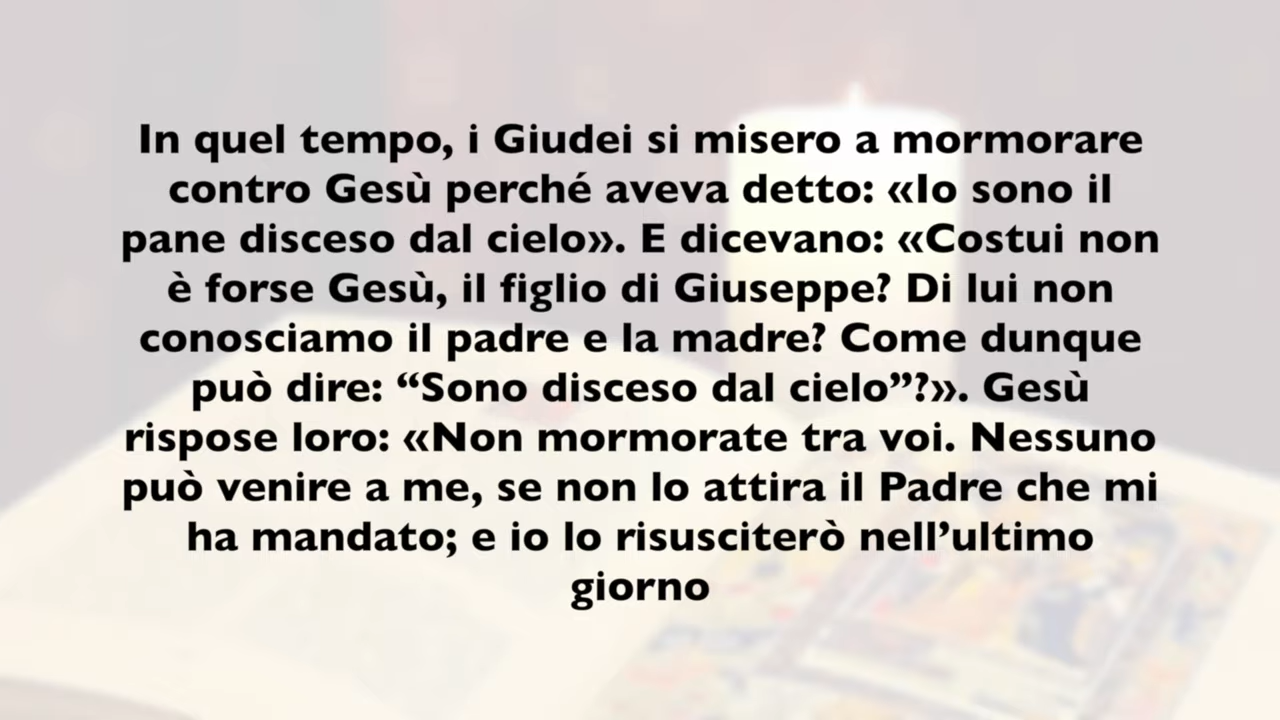 In quel tempo, i Giudei si misero a mormorare
contro Gesù perché aveva detto: «Io sono il
pane disceso dal cielo». E dicevano: «Costui non
è forse Gesù, il figlio di Giuseppe? Di lui non
conosciamo il padre e la madre? Come dunque
può dire: “Sono disceso dal cielo”?». Gesù
rispose loro: «Non mormorate tra voi. Nessuno
può venire a me, se non lo attira il Padre che mi
ha mandato; e io lo risusciterò nell’ultimo
giorno